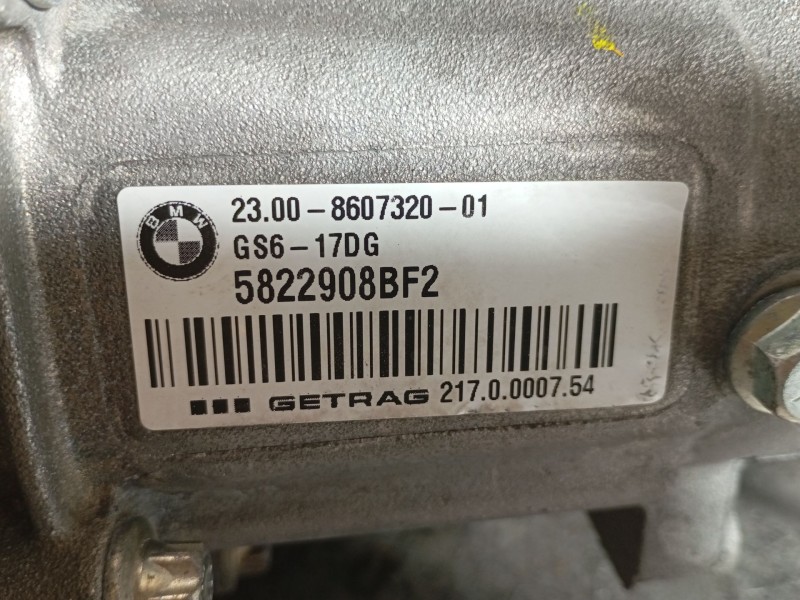 BMW
23.00-8607320-01
GS6-17DG
5822908BF2
GETRAG 217.0.0007.54